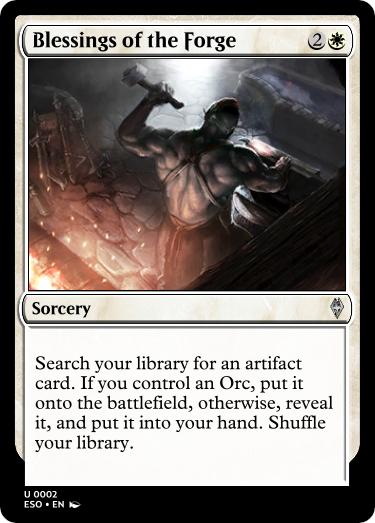 Blessings of the Forge 2
Sorcery
Search your library for an artifact
card. If you control an Orc, put it
onto the battlefield, otherwise, reveal
it, and put it into your hand. Shuffle
your library.
U 0002
ESO • EN